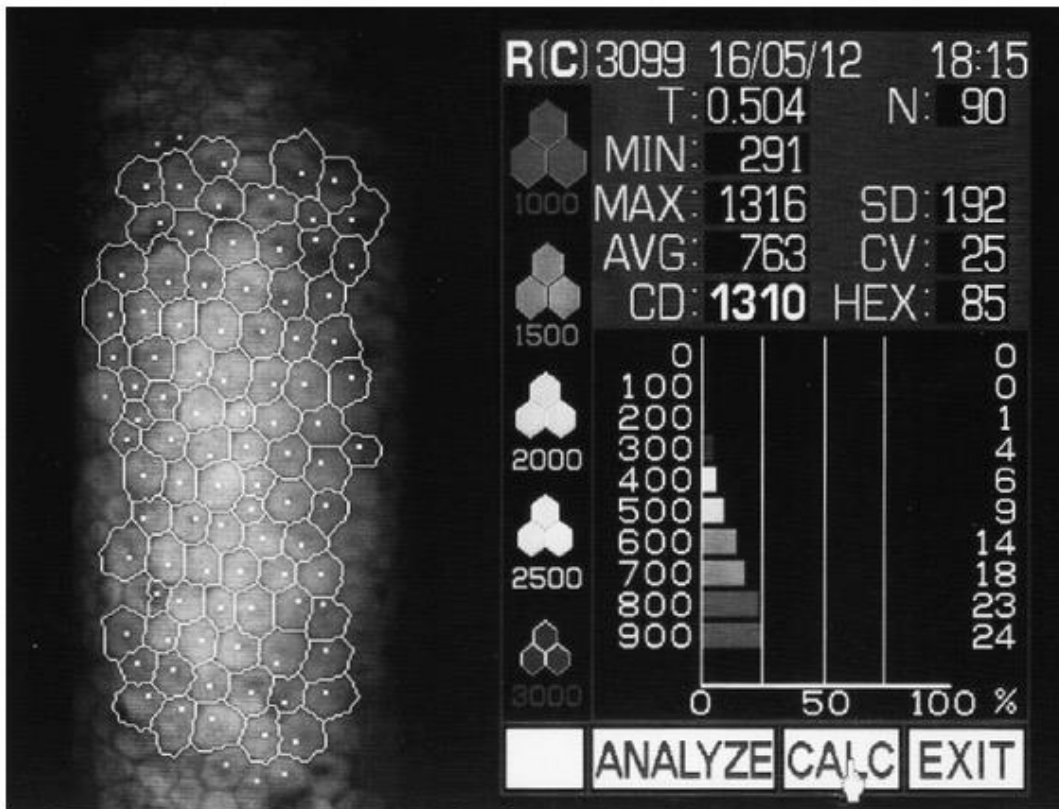 R(C)3099 16/05/12 18:15
T: 0.504 N: 90
MIN: 291
MAX: 1316 SD: 192
AVG: 763 CV: 25
CD: 1310 HEX: 85
1000
1500
2000
2500
3000
0 0
100 0
200 1
300 4
400 6
500 9
600 14
700 18
800 23
900 24
0 50 100 %
ANALYZE CALC EXIT